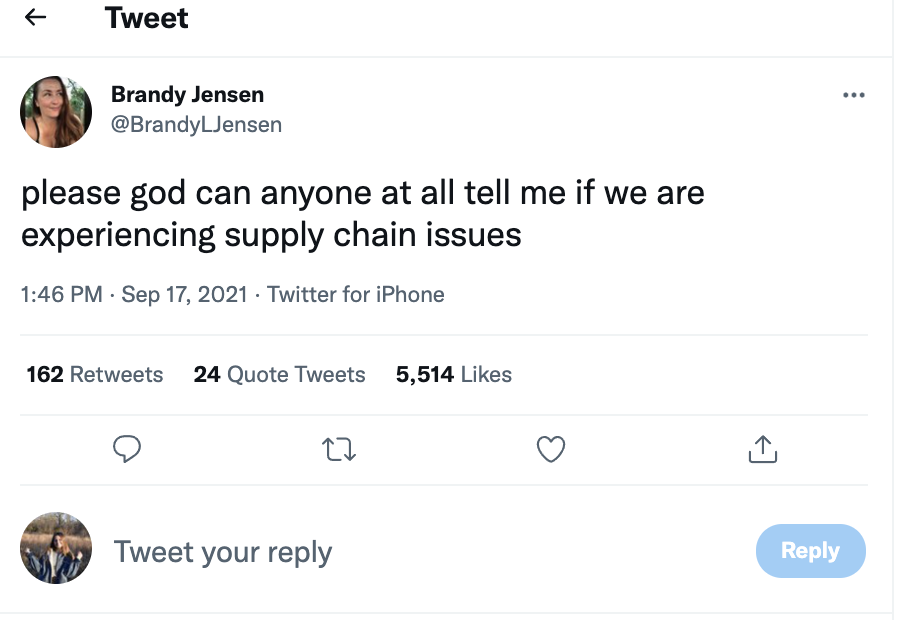 Tweet
Brandy Jensen
@BrandyLJensen
please god can anyone at all tell me if we are
experiencing supply chain issues
1:46 PM · Sep 17, 2021 · Twitter for iPhone
162 Retweets 24 Quote Tweets 5,514 Likes
Tweet your reply
Reply